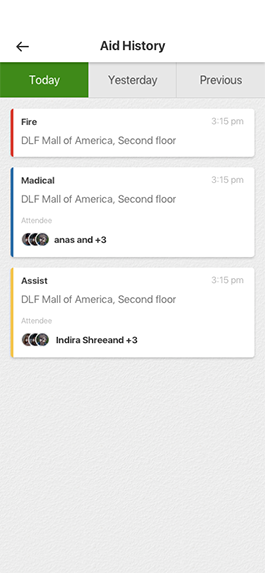 Aid History
Today Yesterday Previous
Fire 3:15 pm
DLF Mall of America, Second floor
Madical 3:15 pm
DLF Mall of America, Second floor
Attendee
anas and +3
Assist 3:15 pm
DLF Mall of America, Second floor
Attendee
Indira Shreeand +3